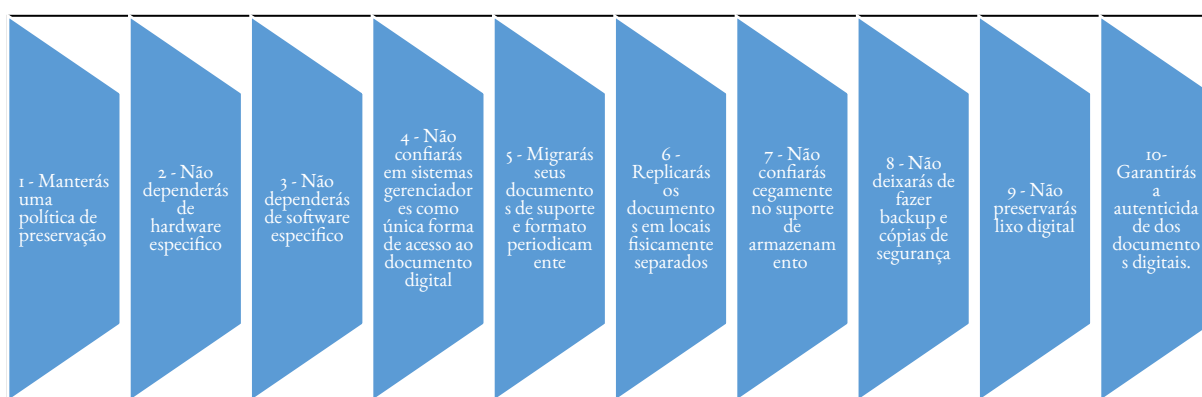 1 - Manterás
uma
política de
preservação
2 - Não
dependerás
de
hardware
especifico
3 - Não
dependerás
de software
especifico
4 - Não
confiarás
em sistemas
gerenciador
es como
única forma
de acesso ao
documento
digital
5 - Migrarás
seus
documento
s de suporte
e formato
periodicam
ente
6 -
Replicarás
os
documento
s em locais
fisicamente
separados
7 - Não
confiarás
cegamente
no suporte
de
armazenam
ento
8 - Não
deixarás de
fazer
backup e
cópias de
segurança
9 - Não
preservarás
lixo digital
10-
Garantirás
a
autenticida
de dos
documento
s digitais.